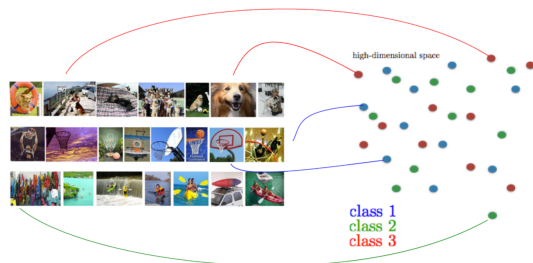 high-dimensional space
class 1
class 2
class 3